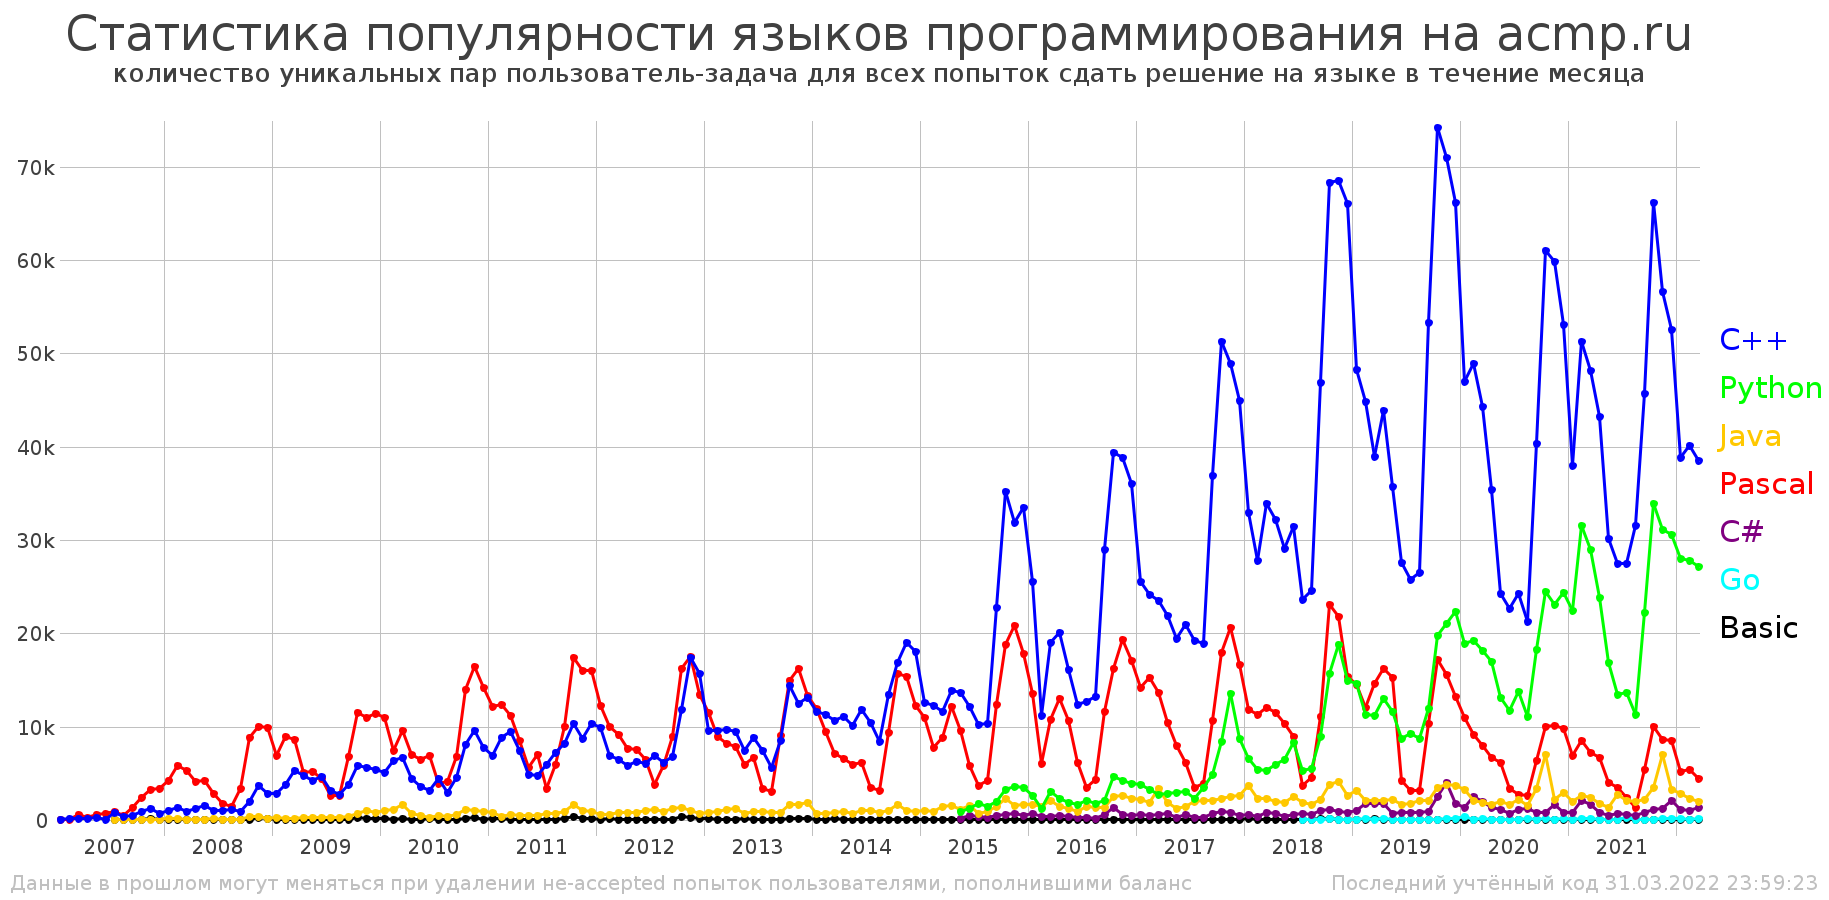 Статистика популярности языков программирования на acmp.ru
количество уникальных пар пользователь-задача для всех попыток сдать решение на языке в течение месяца
70k
60k
50k
40k
30k
20k
10k
0
C++
Python
Java
Pascal
C#
Go
Basic
2007 2008 2009 2010 2011 2012 2013 2014 2015 2016 2017 2018 2019 2020 2021
Данные в прошлом могут меняться при удалении не-accepted попыток пользователями, пополнившими баланс
Последний учтённый код 31.03.2022 23:59:23